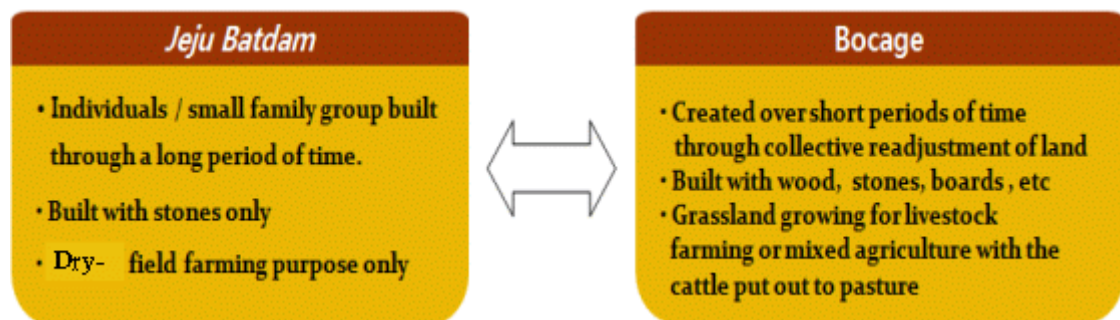 Jeju Batdam
· Individuals / small family group built
through a long period of time.
· Built with stones only
· Dry- field farming purpose only
Bocage
· Created over short periods of time
through collective readjustment of land
· Built with wood, stones, boards , etc
· Grassland growing for livestock
farming or mixed agriculture with the
cattle put out to pasture